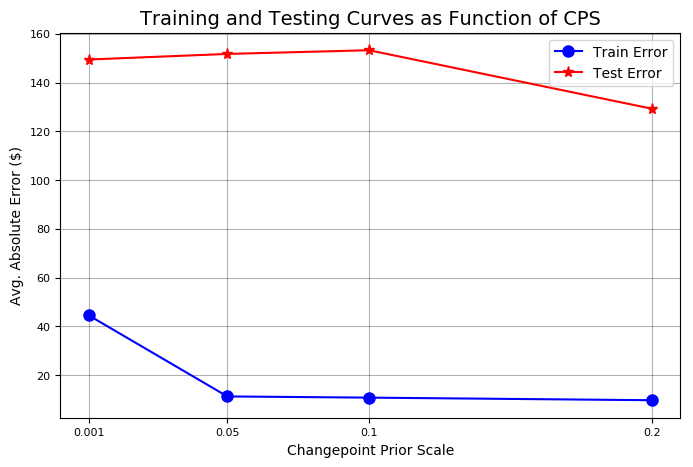 Training and Testing Curves as Function of CPS
Train Error
Test Error
Avg. Absolute Error ($)
160
140
120
100
80
60
40
20
0.001
0.05
0.1
0.2
Changepoint Prior Scale